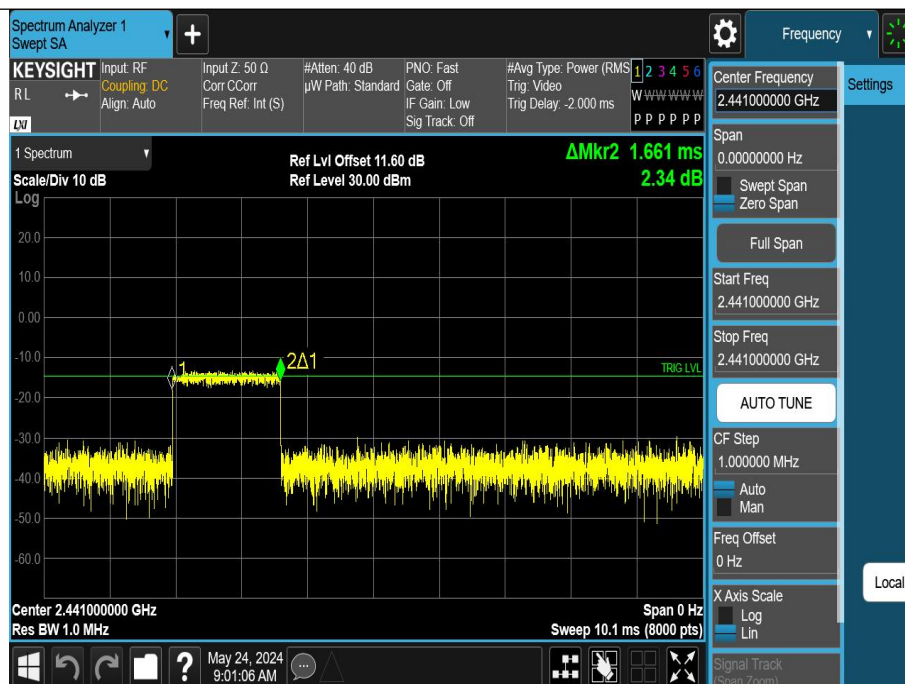 Spectrum Analyzer 1
Swept SA
+
Frequency
KEYSIGHT
RL
LXI
Input: RF
Coupling: DC
Align: Auto
Input Z: 50 Ω
Corr CCorr
Freq Ref: Int (S)
#Atten: 40 dB
µW Path: Standard
PNO: Fast
Gate: Off
IF Gain: Low
Sig Track: Off
#Avg Type: Power (RMS
Trig: Video
Trig Delay: -2.000 ms
1 2 3 4 5 6
W W W W W W
P P P P P P
1 Spectrum
Scale/Div 10 dB
Log
Ref Lvl Offset 11.60 dB
Ref Level 30.00 dBm
ΔMkr2 1.661 ms
2.34 dB
20.0
10.0
0.00
-10.0
-20.0
-30.0
-40.0
-50.0
-60.0
1
2Δ1
TRIG LVL
Center 2.441000000 GHz
Res BW 1.0 MHz
Span 0 Hz
Sweep 10.1 ms (8000 pts)
?
May 24, 2024
9:01:06 AM
Center Frequency
2.441000000 GHz
Span
0.00000000 Hz
Swept Span
Zero Span
Full Span
Start Freq
2.441000000 GHz
Stop Freq
2.441000000 GHz
AUTO TUNE
CF Step
1.000000 MHz
Auto
Man
Freq Offset
0 Hz
X Axis Scale
Log
Lin
Signal Track
(Span Zoom)
Settings
Local